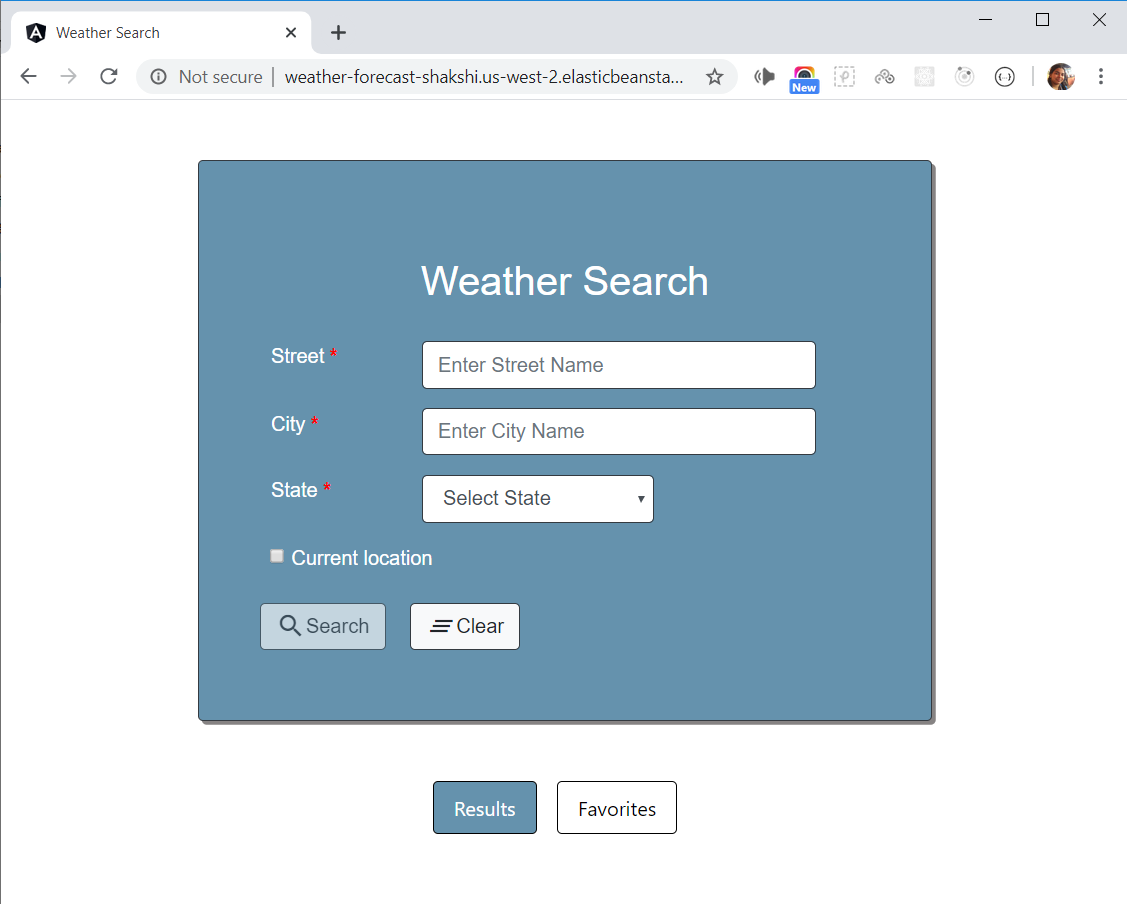 Weather Search
Not secure | weather-forecast-shakshi.us-west-2.elasticbeansta...
New
Weather Search
Street *
Enter Street Name
City *
Enter City Name
State *
Select State
Current location
Search
Clear
Results
Favorites